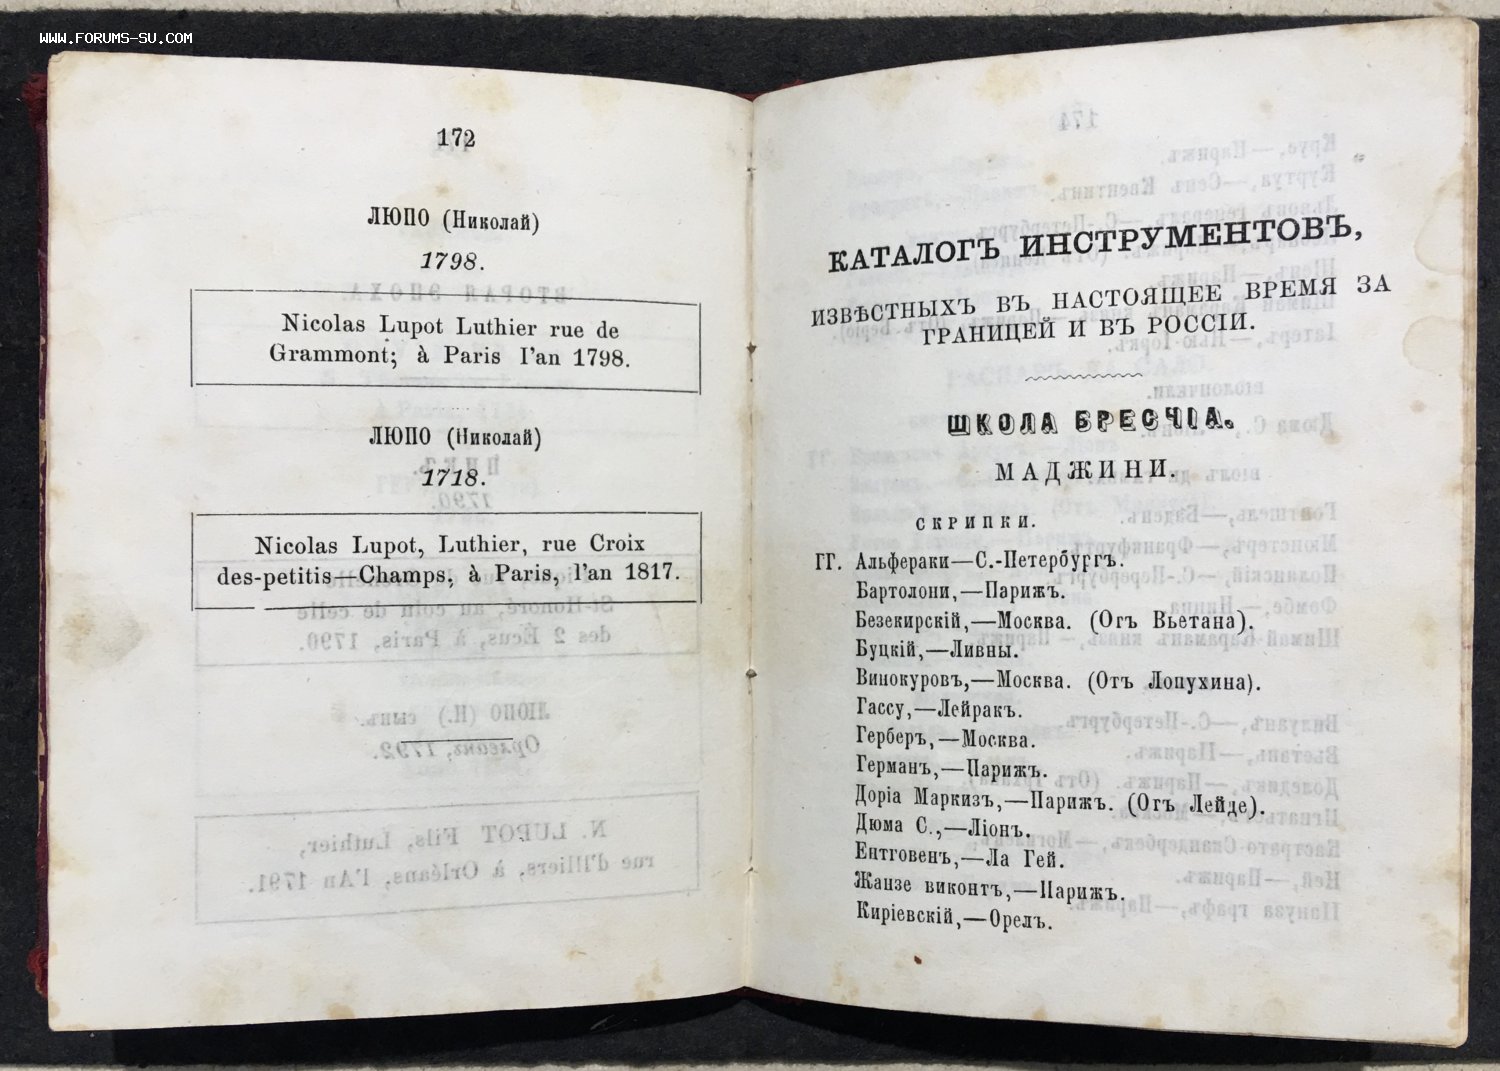 WWW.FORUMS-SU.COM
172
ЛЮПО (Николай)
1798.
Nicolas Lupot Luthier rue de
Grammont; à Paris l'an 1798.
ЛЮПО (Николай)
1718.
Nicolas Lupot, Luthier, rue Croix
des-petitis—Champs, à Paris, l'an 1817.
КАТАЛОГЪ ИНСТРУМЕНТОВЪ,
ИЗВѢСТНЫХЪ ВЪ НАСТОЯЩЕЕ ВРЕМЯ ЗА
ГРАНИЦЕЙ И ВЪ РОССІИ.
ШКОЛА БРЕСЧІА.
МАДЖИНИ.
СКРИПКИ.
ГГ. Альфераки—С.-Петербургъ.
Бартолони,—Парижъ.
Безекирскій,—Москва. (Огъ Вьетана).
Буцкій,—Ливны.
Винокуровъ,—Москва. (Отъ Лопухина).
Гассу,—Лейракъ.
Герберъ,—Москва.
Германъ,—Парижъ.
Доріа Маркизъ,—Парижъ. (Огъ Лейде).
Дюма С.,—Ліонъ.
Ентговенъ,—Ла Гей.
Жанзе виконтъ,—Парижъ.
Киріевскій,—Орелъ.